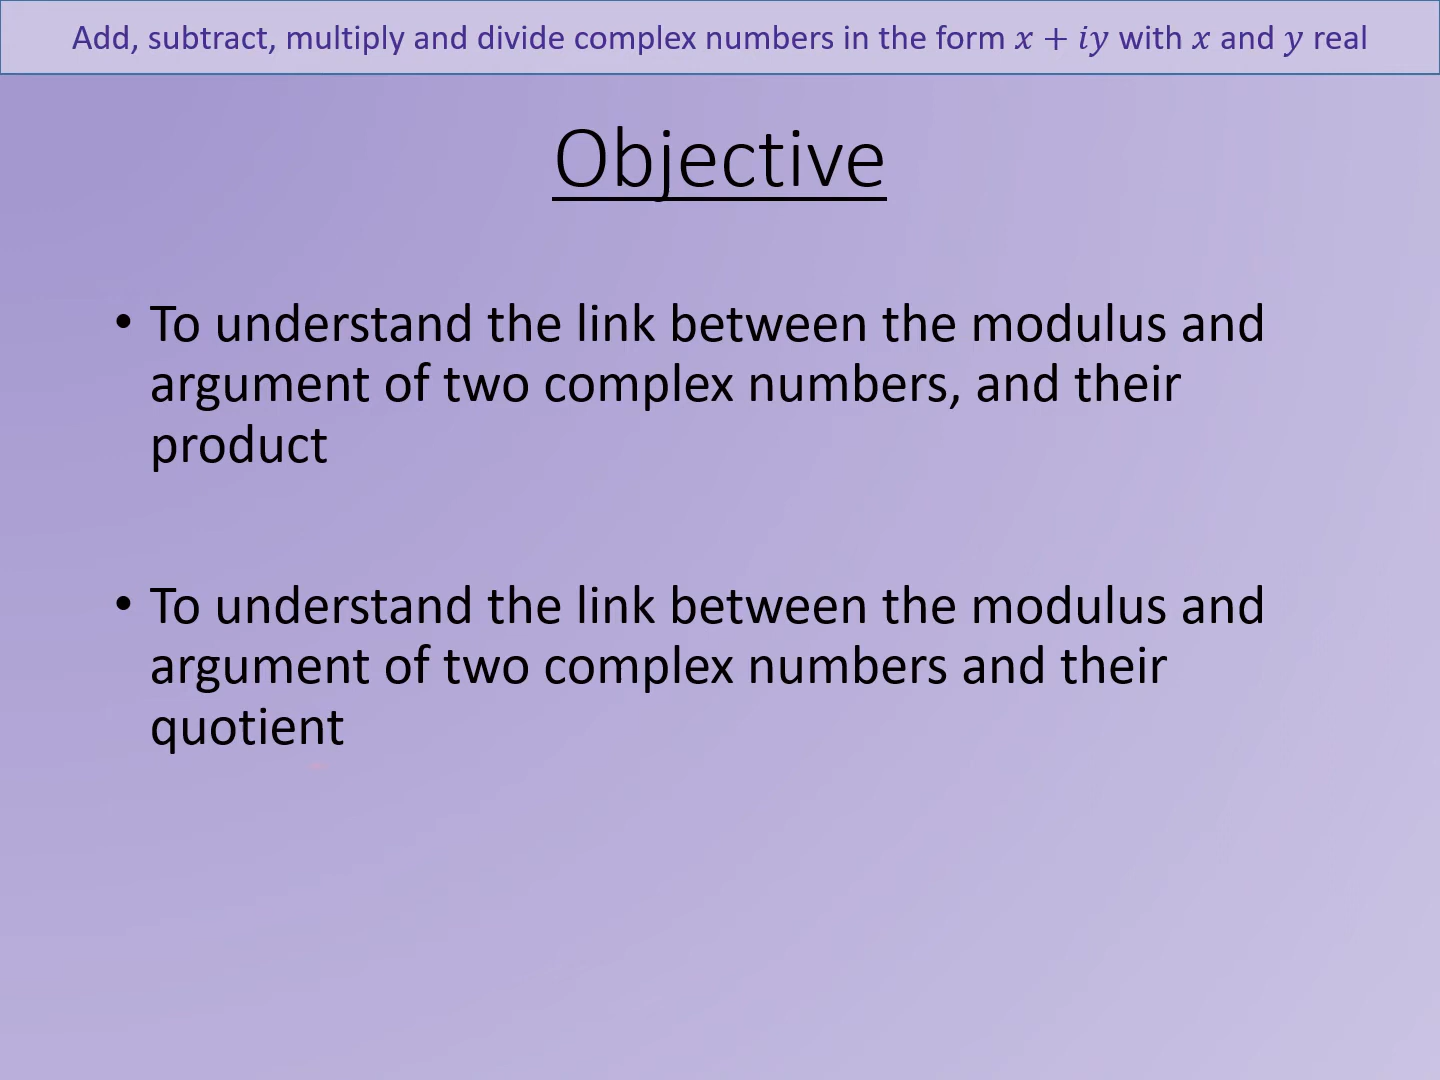 Add, subtract, multiply and divide complex numbers in the form 𝑥 + 𝑖𝑦 with 𝑥 and 𝑦 real
Objective
• To understand the link between the modulus and
argument of two complex numbers, and their
product
• To understand the link between the modulus and
argument of two complex numbers and their
quotient